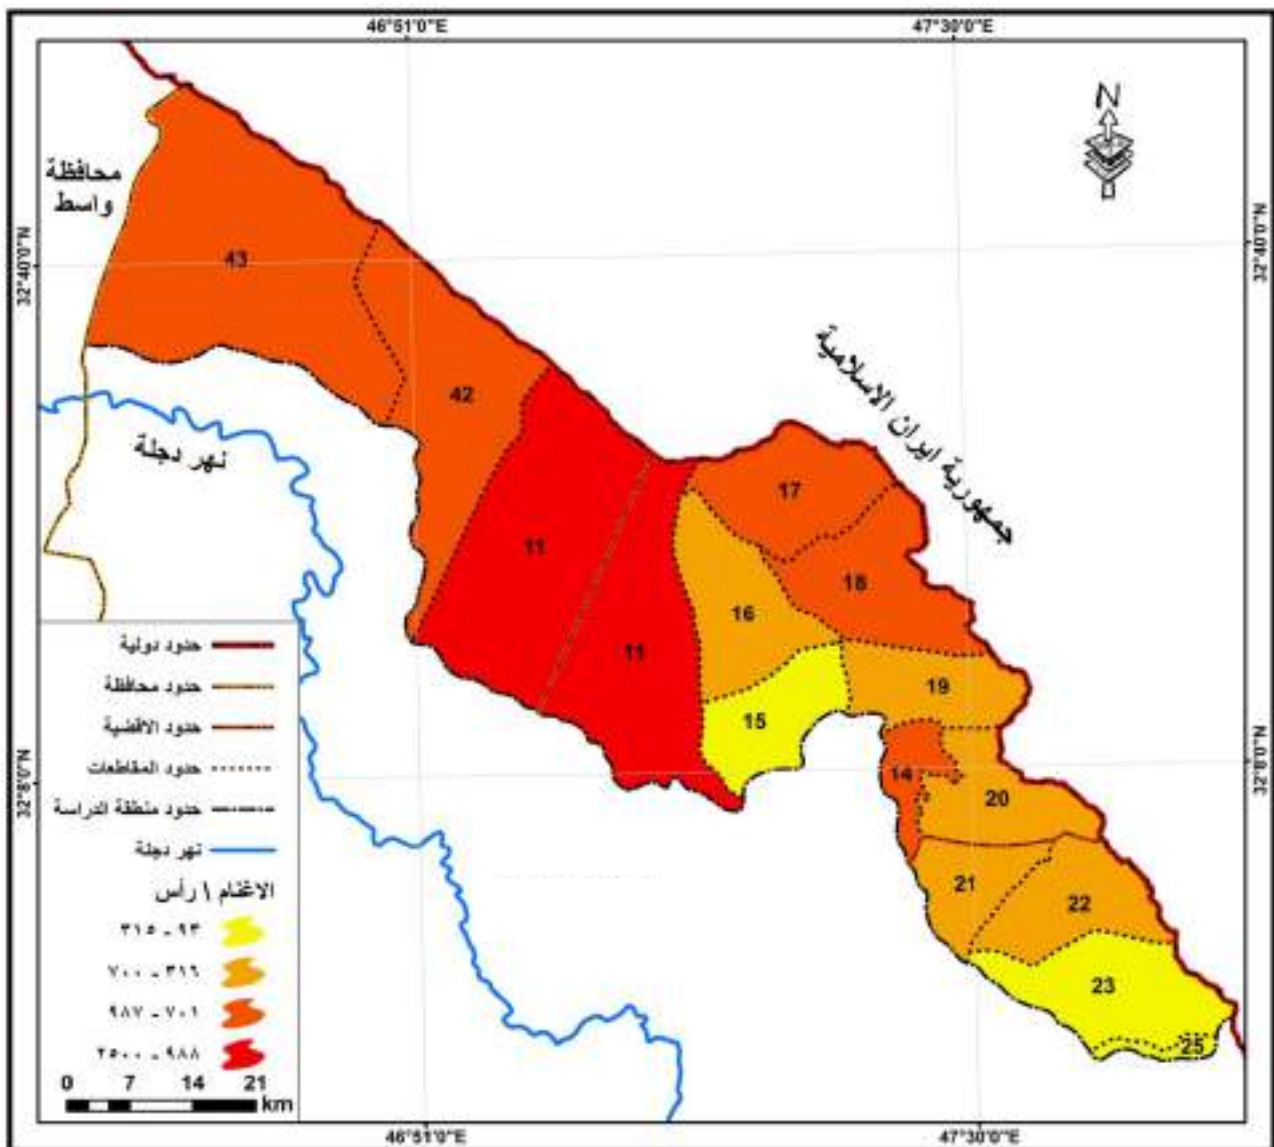 46°51'0"E
47°30'0"E
N
محافظة
واسط
32°40'0"N
32°40'0"N
43
42
جمهورية ايران الاسلامية
نهر دجلة
17
11
18
16
11
19
15
14
20
21
22
23
25
32°8'0"N
32°8'0"N
حدود دولية
حدود محافظة
حدود الاقضية
حدود المقاطعات
حدود منطقة الدراسة
نهر دجلة
الاغنام \ رأس
٩٣ - ٣١٥
٣١٦ - ٧٠٠
٧٠١ - ٩٨٧
٩٨٨ - ٢٥٠٠
0 7 14 21
km
46°51'0"E
47°30'0"E